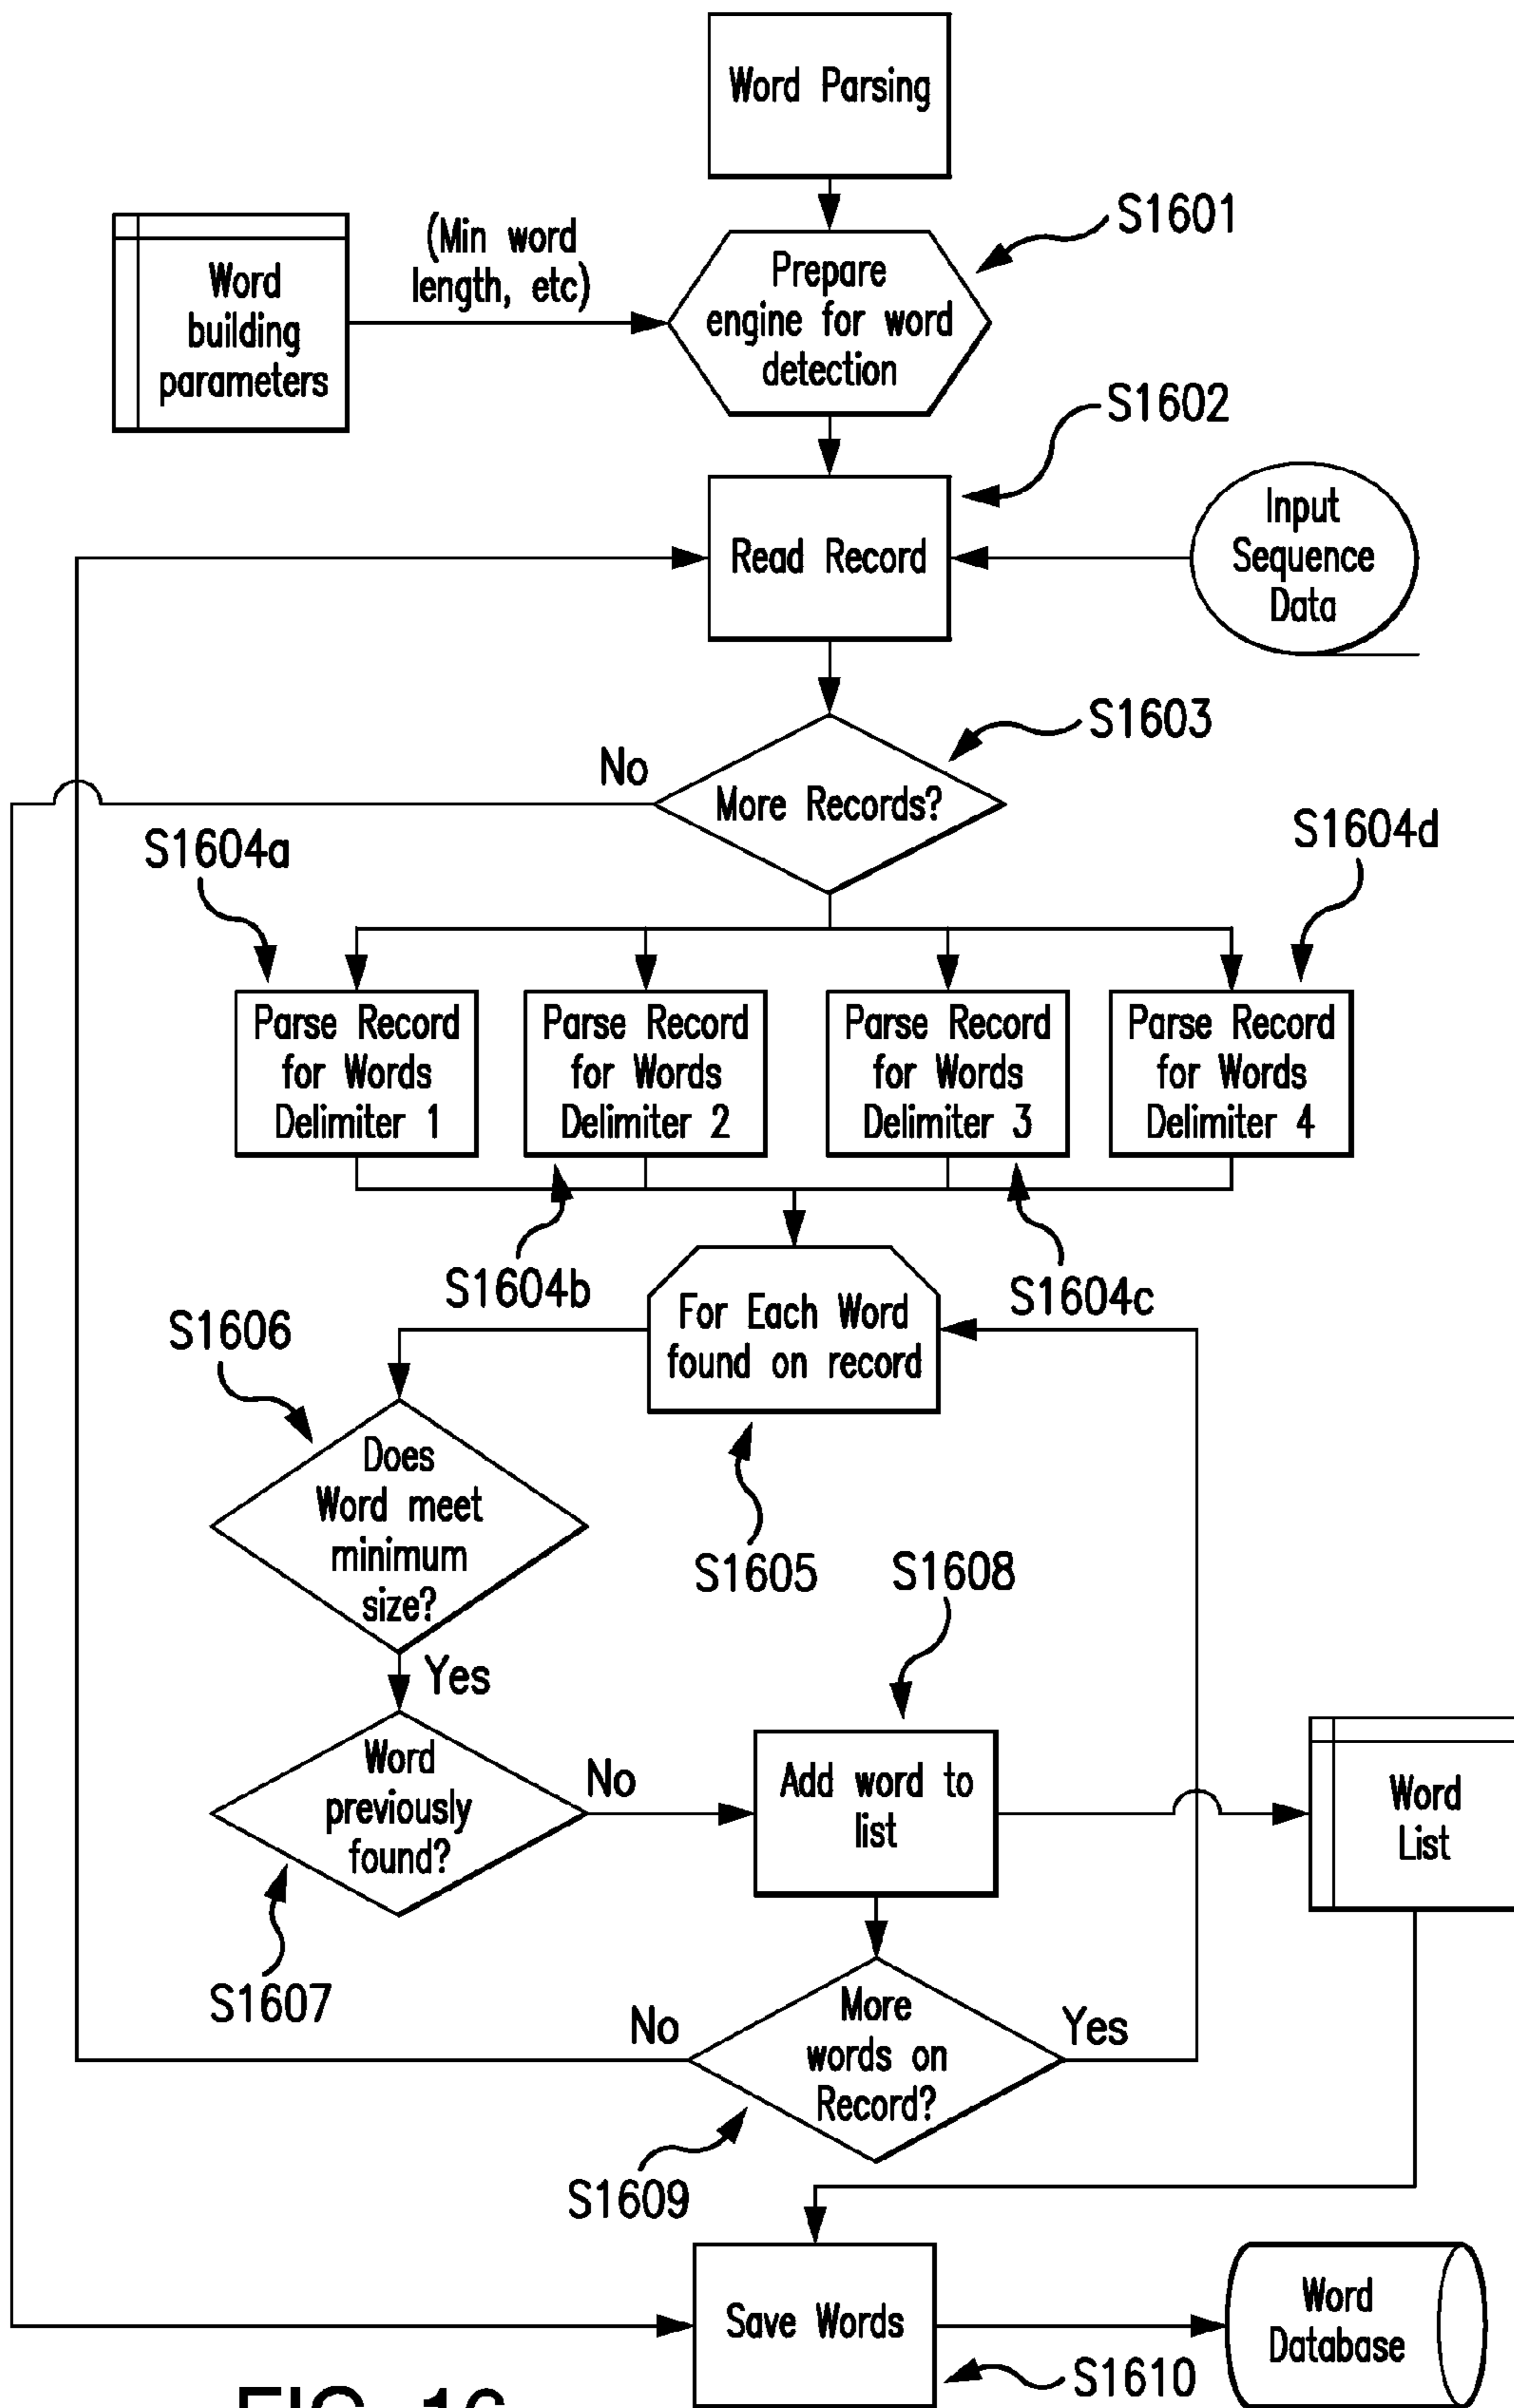 Word Parsing
S1601
(Min word
length, etc)
Word
building
parameters
Prepare
engine for word
detection
S1602
Input
Sequence
Data
Read Record
S1603
No
More Records?
S1604a
S1604d
Parse Record
for Words
Delimiter 1
Parse Record
for Words
Delimiter 2
Parse Record
for Words
Delimiter 3
Parse Record
for Words
Delimiter 4
S1604b
S1604c
For Each Word
found on record
S1606
Does
Word meet
minimum
size?
S1605
S1608
Yes
Word
previously
found?
No
Add word to
list
Word
List
S1607
No
More
words on
Record?
Yes
S1609
Save Words
Word
Database
S1610
FIG. 16